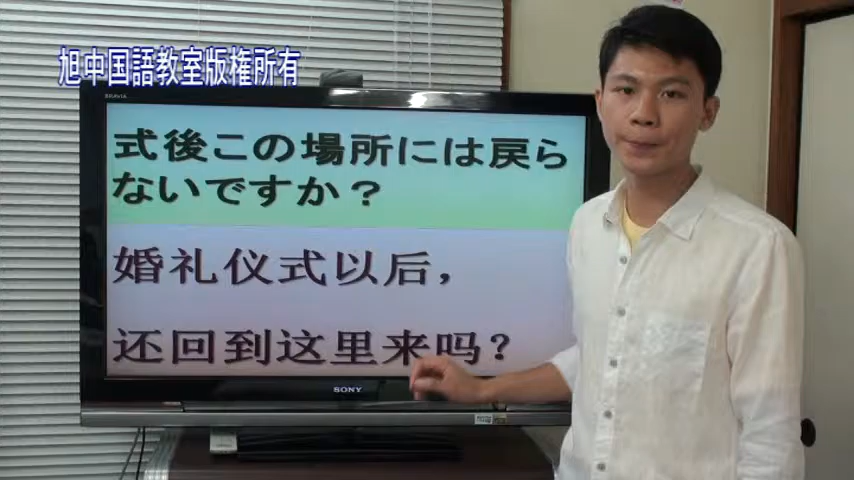 旭中国語教室版権所有
BRAVIA
式後この場所には戻ら
ないですか？
婚礼仪式以后，
还回到这里来吗？
SONY